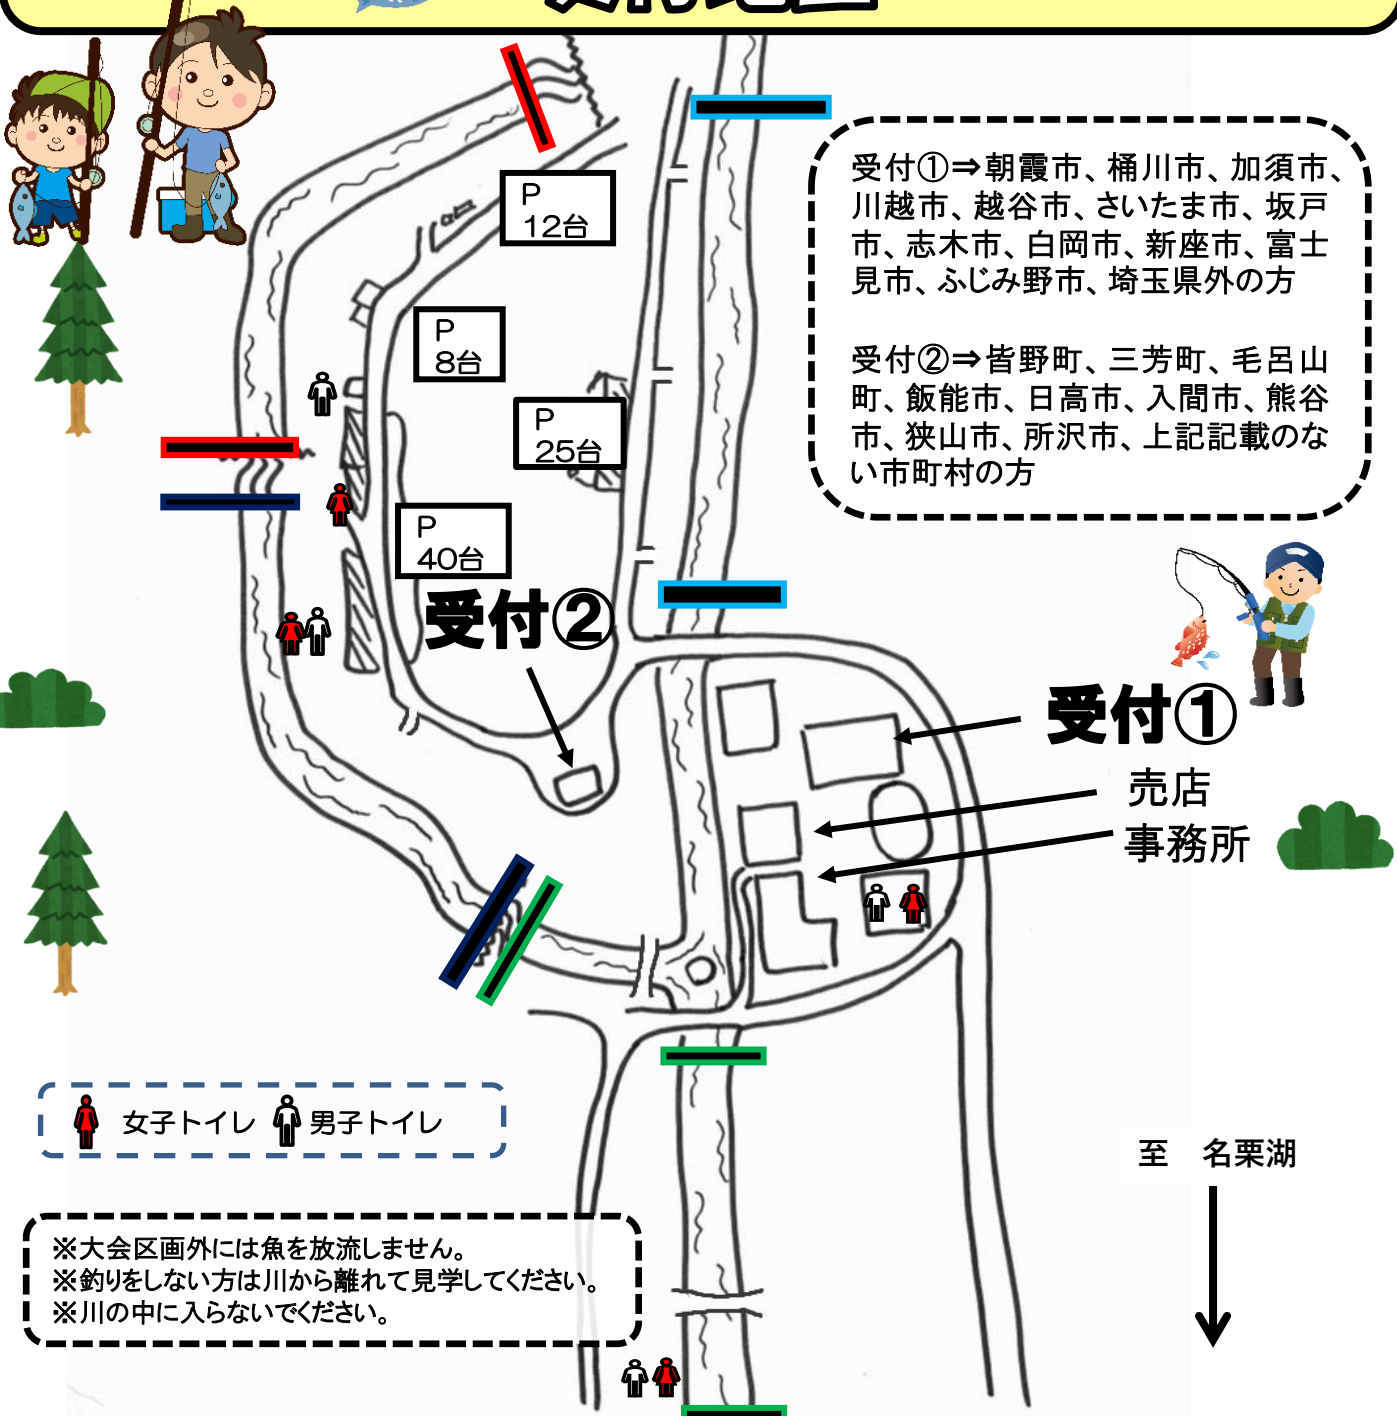 受付地図
P
12台
受付①⇒朝霞市、桶川市、加須市、
川越市、越谷市、さいたま市、坂戸
市、志木市、白岡市、新座市、富士
見市、ふじみ野市、埼玉県外の方
受付②⇒皆野町、三芳町、毛呂山
町、飯能市、日高市、入間市、熊谷
市、狭山市、所沢市、上記記載のな
い市町村の方
P
8台
P
25台
P
40台
受付②
受付①
売店
事務所
女子トイレ 男子トイレ
至 名栗湖
※大会区画外には魚を放流しません。
※釣りをしない方は川から離れて見学してください。
※川の中に入らないでください。